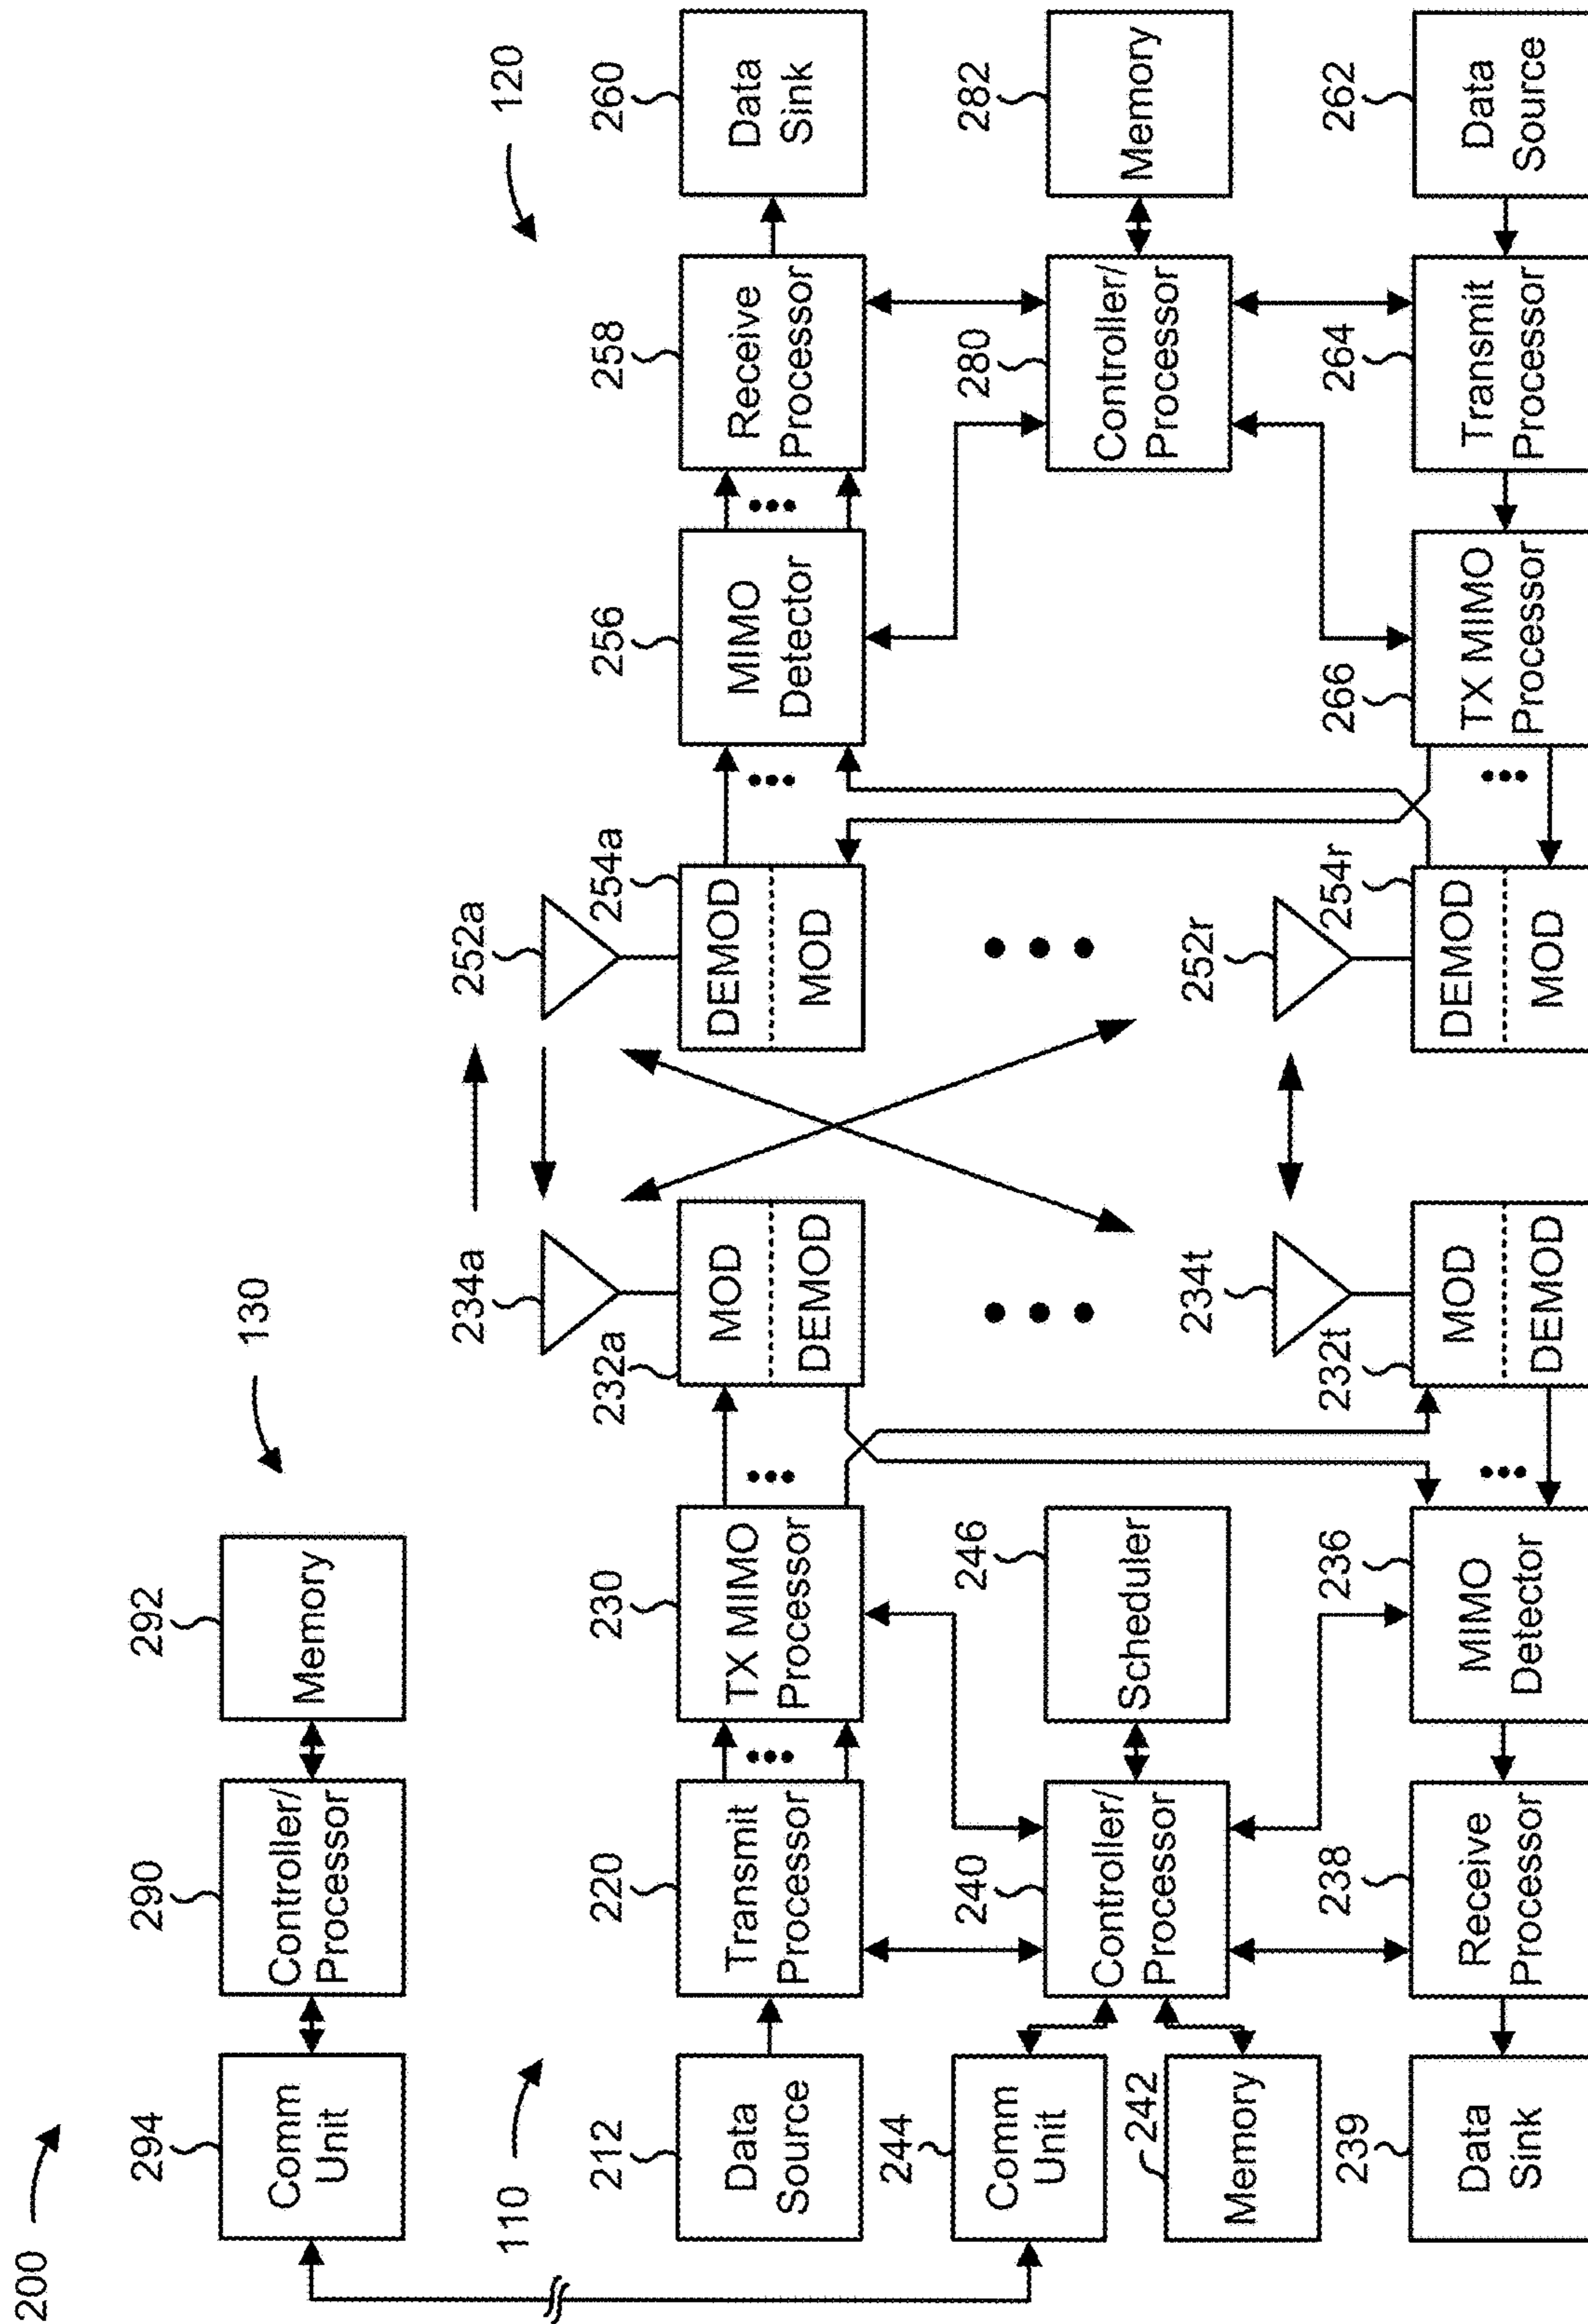 200
294
290
292
130
Comm
Unit
Controller/
Processor
Memory
110
120
234a
252a
212
220
230
232a
254a
256
258
260
Data
Source
Transmit
Processor
TX MIMO
Processor
MOD
DEMOD
DEMOD
MOD
MIMO
Detector
Receive
Processor
Data
Sink
244
240
246
280
282
Comm
Unit
Controller/
Processor
Scheduler
Controller/
Processor
Memory
242
Memory
234t
252r
239
238
236
232t
254r
266
264
262
Data
Sink
Receive
Processor
MIMO
Detector
MOD
DEMOD
DEMOD
MOD
TX MIMO
Processor
Transmit
Processor
Data
Source